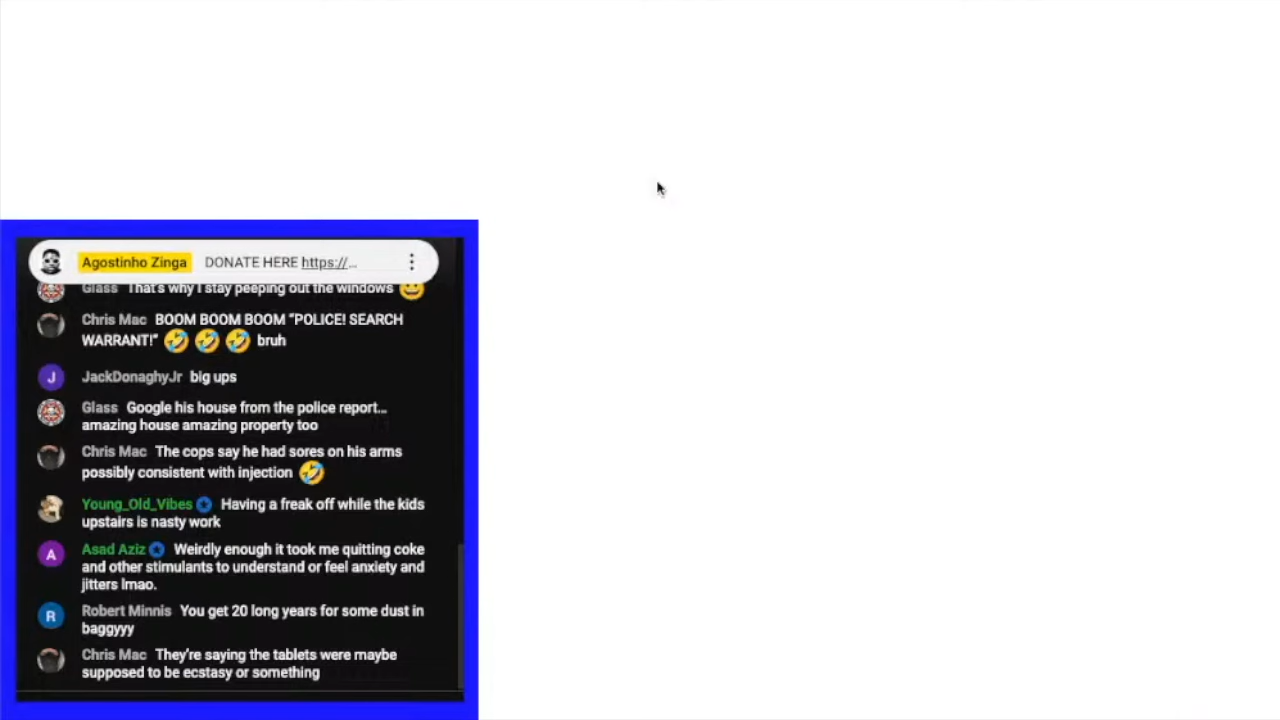 Agostinho Zinga DONATE HERE https://…
Glass That's why I stay peeping out the windows 😄
Chris Mac BOOM BOOM BOOM "POLICE! SEARCH
WARRANT!" 🤣 🤣 🤣 bruh
J JackDonaghyJr big ups
Glass Google his house from the police report…
amazing house amazing property too
Chris Mac The cops say he had sores on his arms
possibly consistent with injection 🤣
Young_Old_Vibes Having a freak off while the kids
upstairs is nasty work
A Asad Aziz Weirdly enough it took me quitting coke
and other stimulants to understand or feel anxiety and
jitters lmao.
R Robert Minnis You get 20 long years for some dust in
baggyyy
Chris Mac They're saying the tablets were maybe
supposed to be ecstasy or something